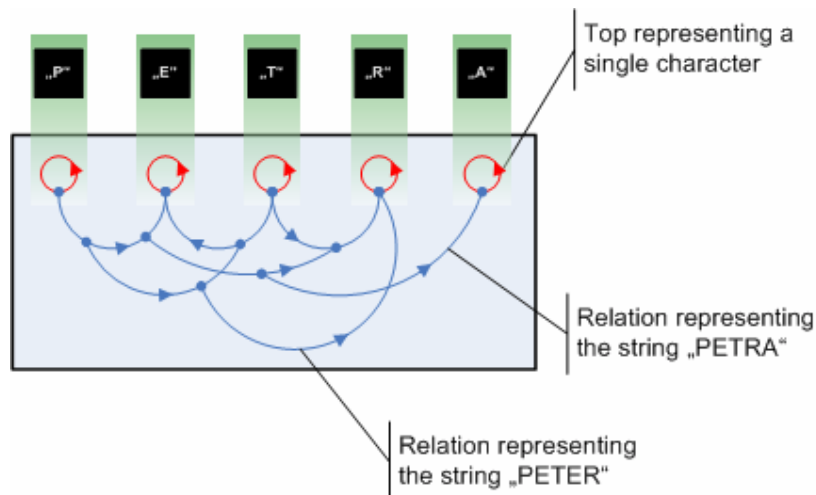 Top representing a
single character
„P“ „E“ „T“ „R“ „A“
Relation representing
the string „PETRA“
Relation representing
the string „PETER“